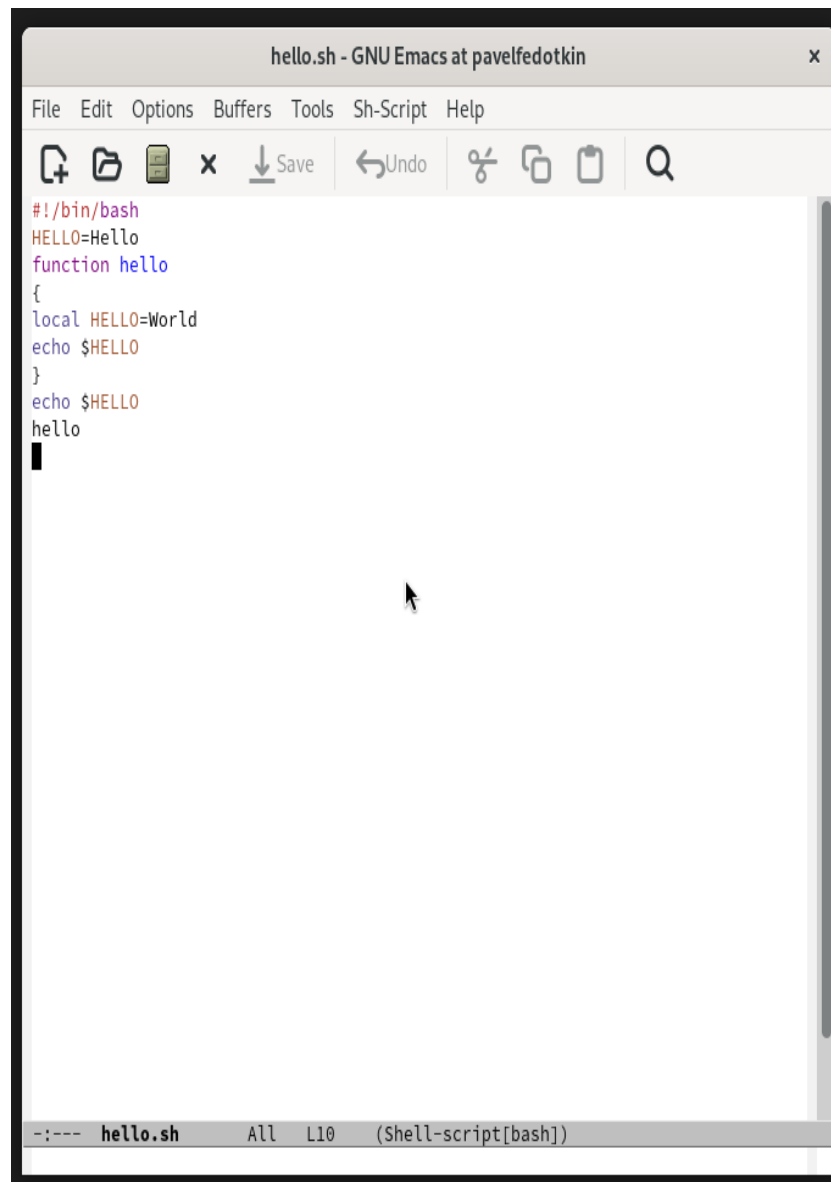 hello.sh - GNU Emacs at pavelfedotkin x
File Edit Options Buffers Tools Sh-Script Help
Save Undo
#!/bin/bash
HELLO=Hello
function hello
{
local HELLO=World
echo $HELLO
}
echo $HELLO
hello
-:--- hello.sh All L10 (Shell-script[bash])